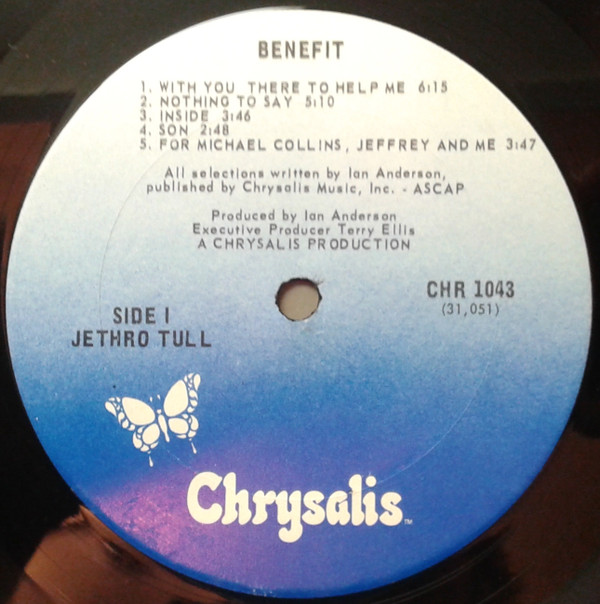 BENEFIT
1. WITH YOU THERE TO HELP ME 6:15
2. NOTHING TO SAY 5:10
3. INSIDE 3:46
4. SON 2:48
5. FOR MICHAEL COLLINS, JEFFREY AND ME 3:47
All selections written by Ian Anderson,
published by Chrysalis Music, Inc. - ASCAP
Produced by Ian Anderson
Executive Producer Terry Ellis
A CHRYSALIS PRODUCTION
CHR 1043
(31,051)
SIDE 1
JETHRO TULL
Chrysalis™